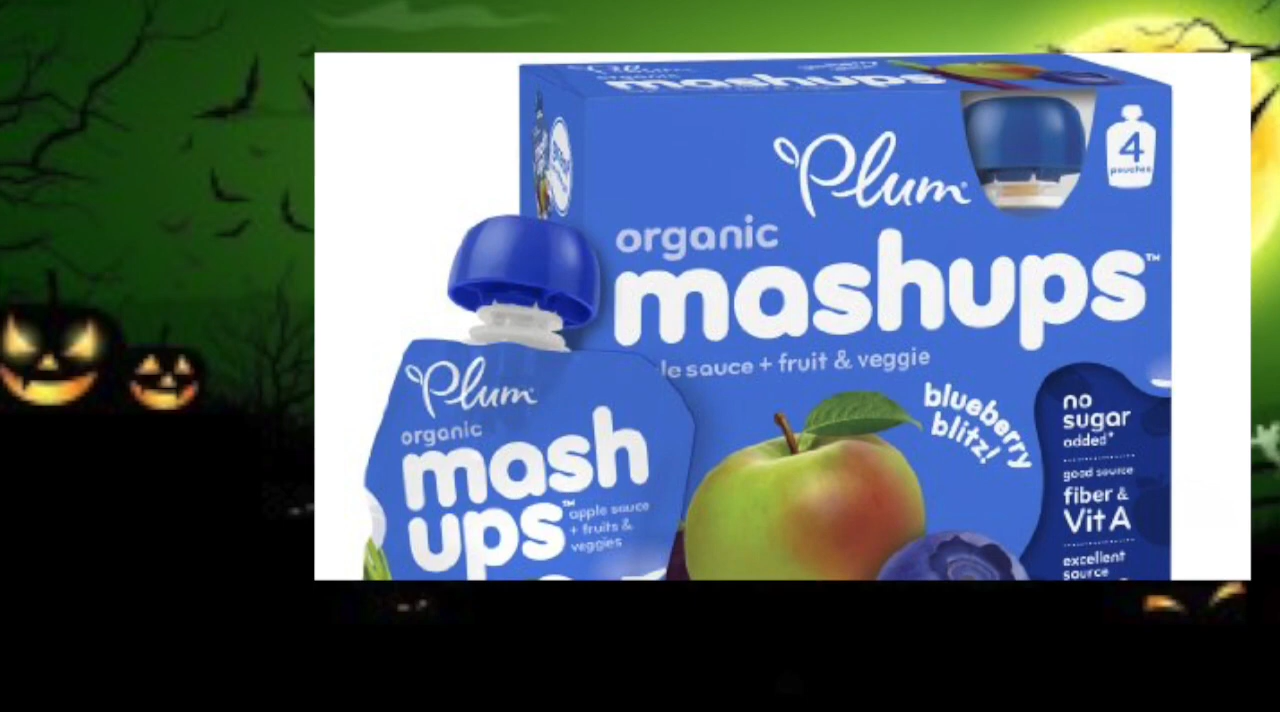 mashups
Plum
4
pouches
organic
mashups™
le sauce + fruit & veggie
blueberry
blitz!
no
sugar
added*
good source
fiber &
Vit A
excellent
source
Plum
organic
mash
ups™
apple sauce
+ fruits &
veggies